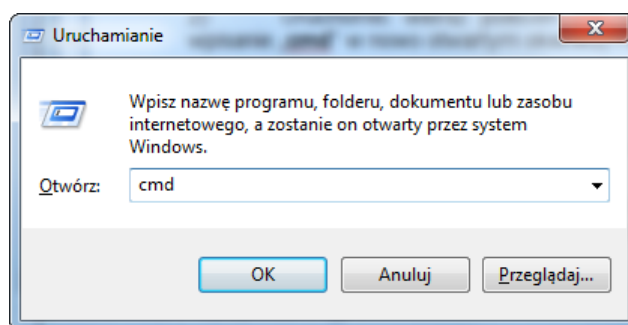 Uruchamianie
Wpisz nazwę programu, folderu, dokumentu lub zasobu
internetowego, a zostanie on otwarty przez system
Windows.
Otwórz: cmd
OK Anuluj Przeglądaj...